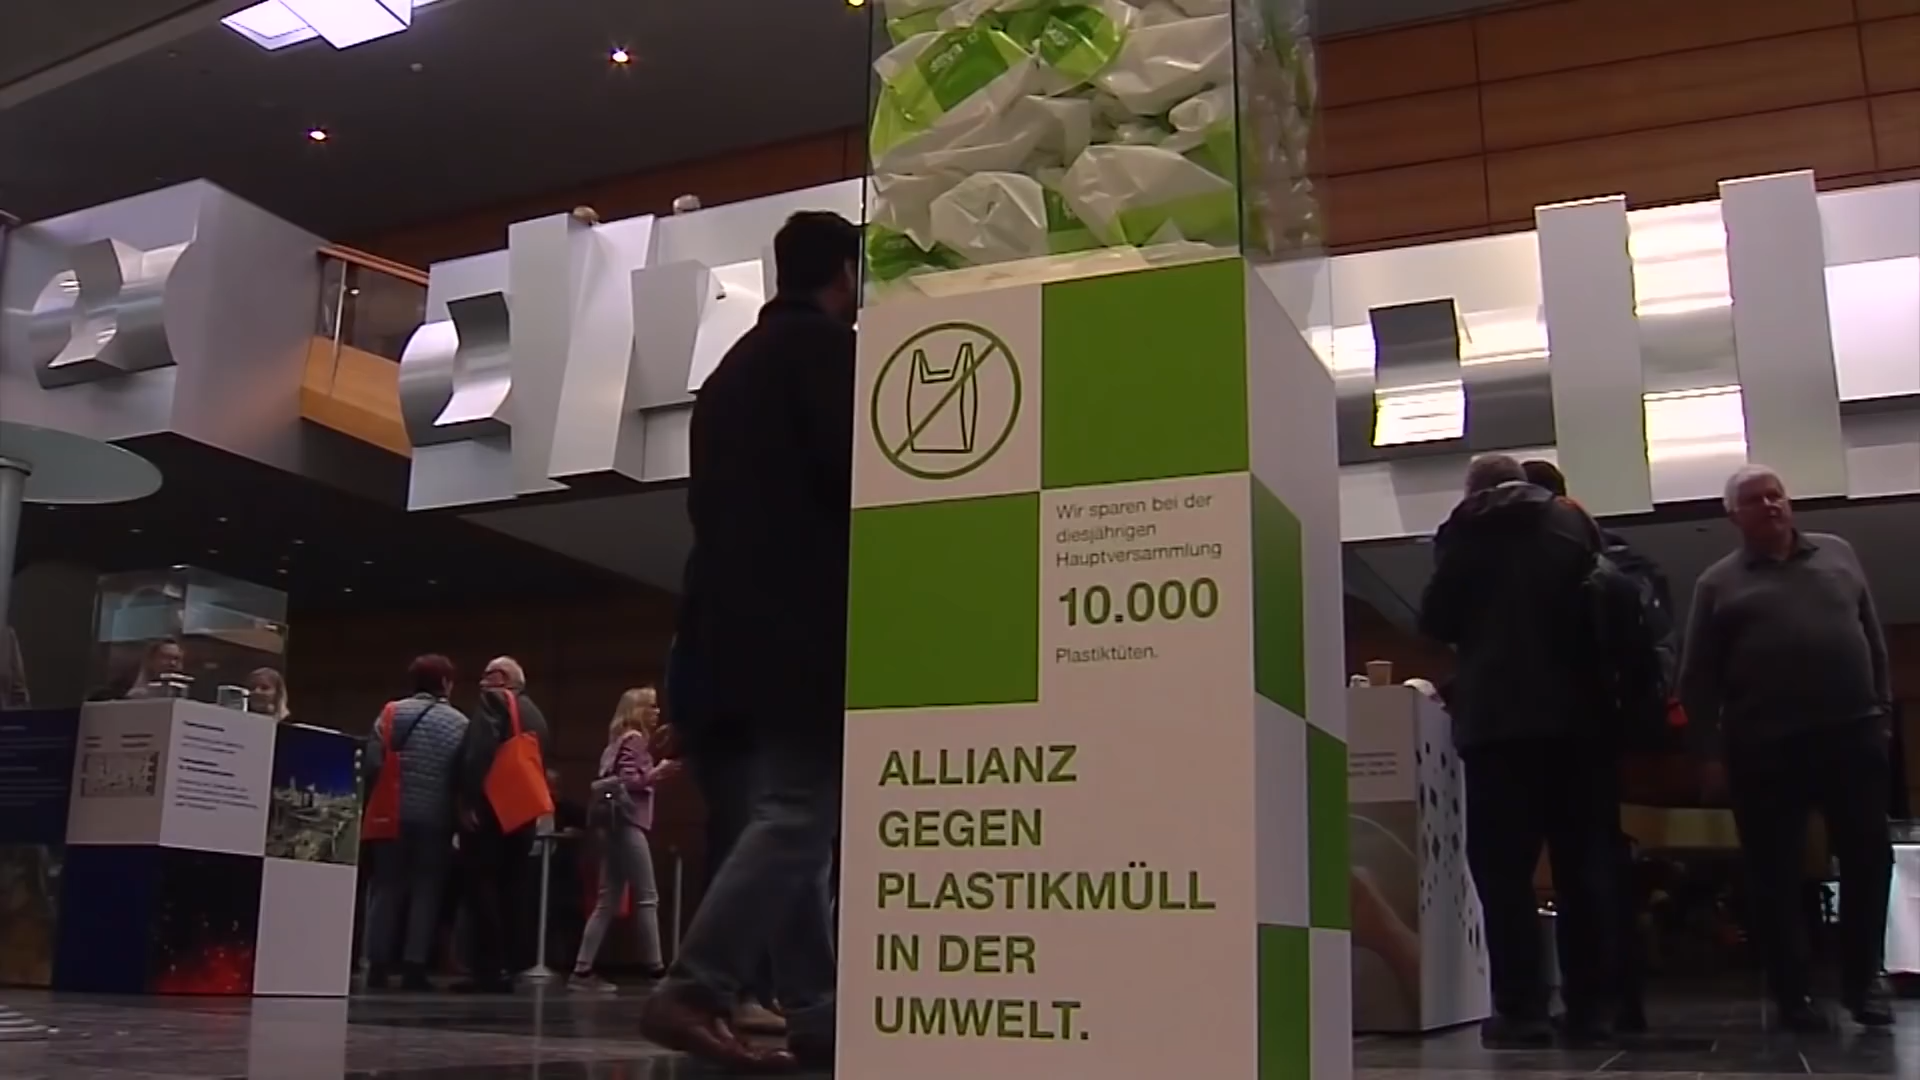 Wir sparen bei der
diesjährigen
Hauptversammlung
10.000
Plastiktüten.
ALLIANZ
GEGEN
PLASTIKMÜLL
IN DER
UMWELT.